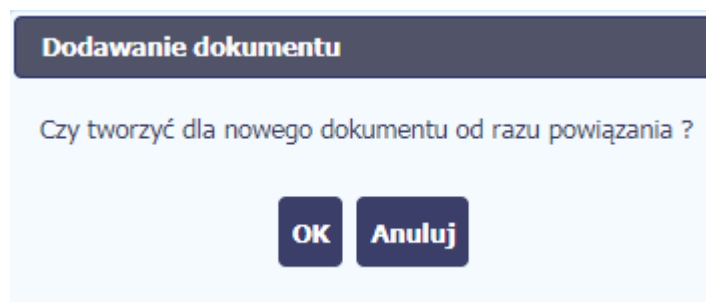 Dodawanie dokumentu
Czy tworzyć dla nowego dokumentu od razu powiązania ?
OK Anuluj